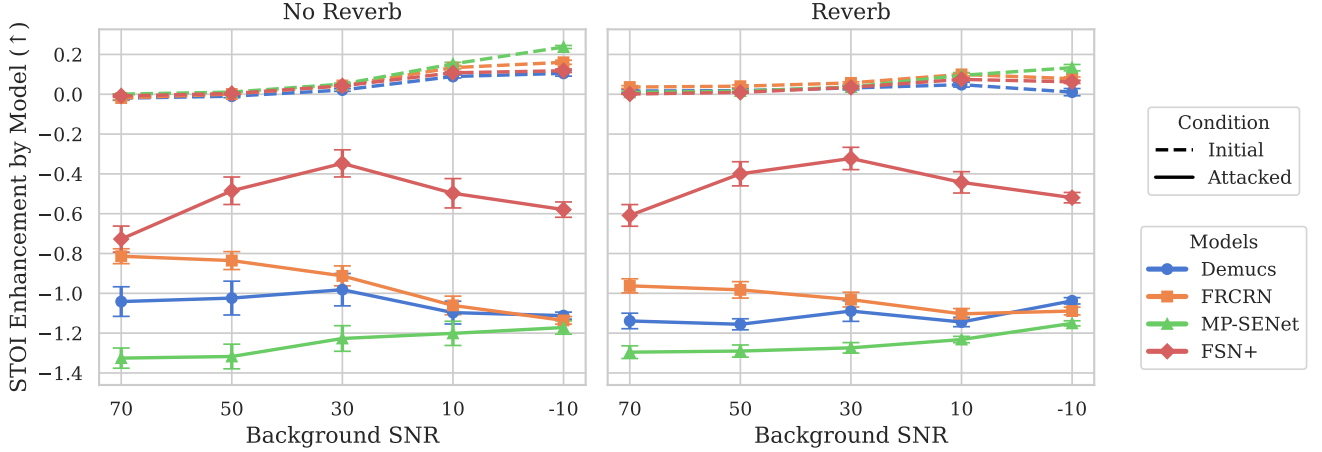 No Reverb
Reverb
STOI Enhancement by Model (↑)
0.2
0.0
−0.2
−0.4
−0.6
−0.8
−1.0
−1.2
−1.4
70 50 30 10 -10
70 50 30 10 -10
Background SNR
Background SNR
Condition
Initial
Attacked
Models
Demucs
FRCRN
MP-SENet
FSN+